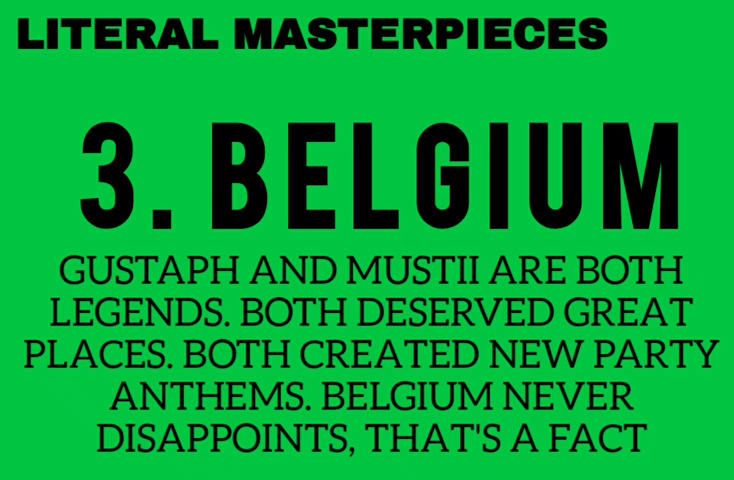 LITERAL MASTERPIECES
3. BELGIUM
GUSTAPH AND MUSTII ARE BOTH
LEGENDS. BOTH DESERVED GREAT
PLACES. BOTH CREATED NEW PARTY
ANTHEMS. BELGIUM NEVER
DISAPPOINTS, THAT'S A FACT